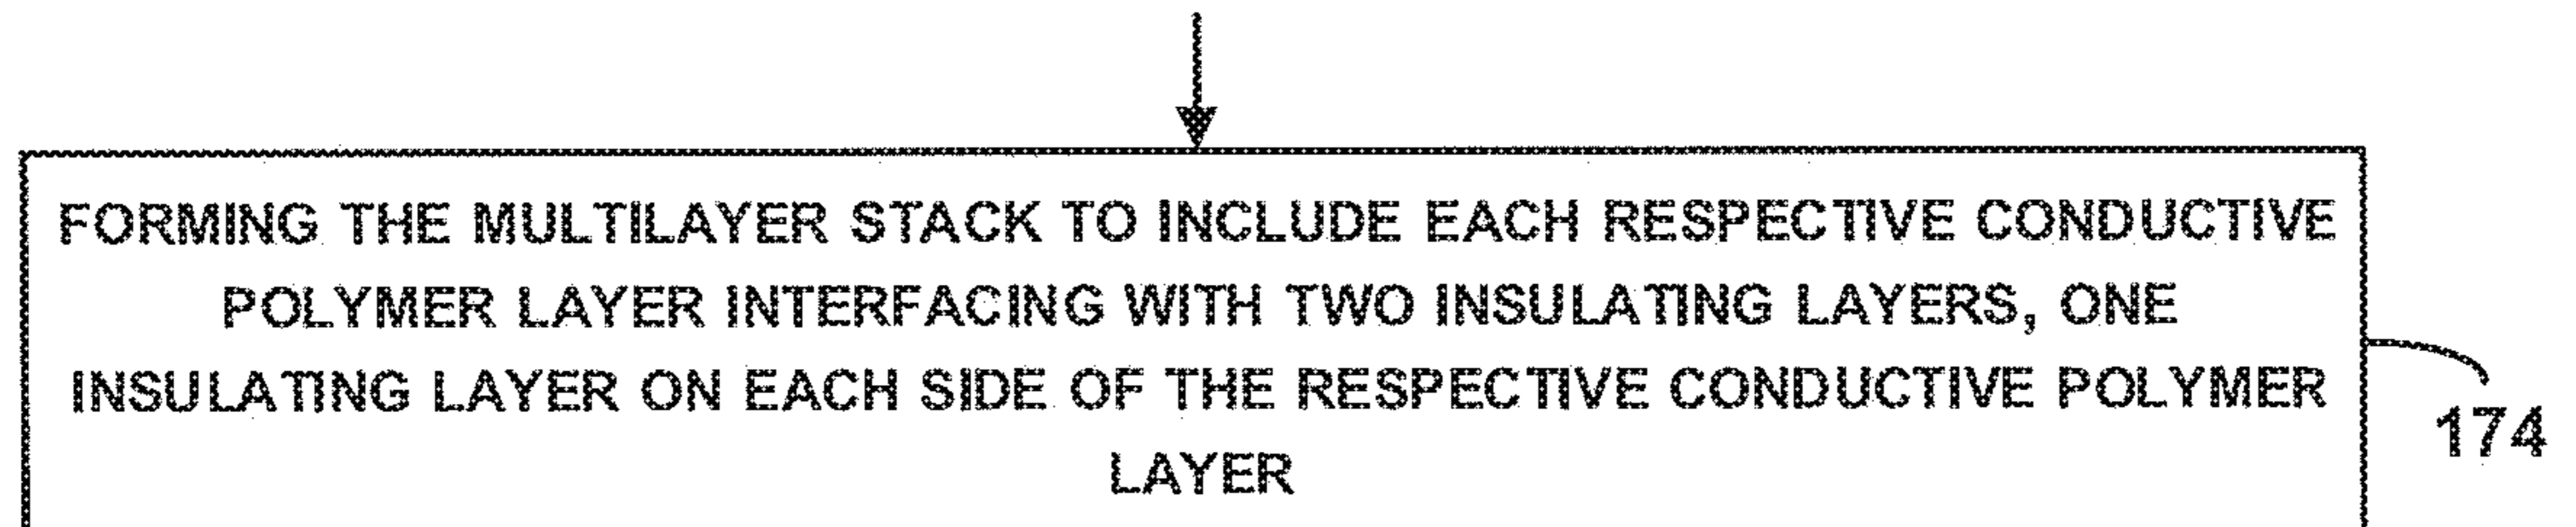 FORMING THE MULTILAYER STACK TO INCLUDE EACH RESPECTIVE CONDUCTIVE
POLYMER LAYER INTERFACING WITH TWO INSULATING LAYERS, ONE
INSULATING LAYER ON EACH SIDE OF THE RESPECTIVE CONDUCTIVE POLYMER
LAYER
174